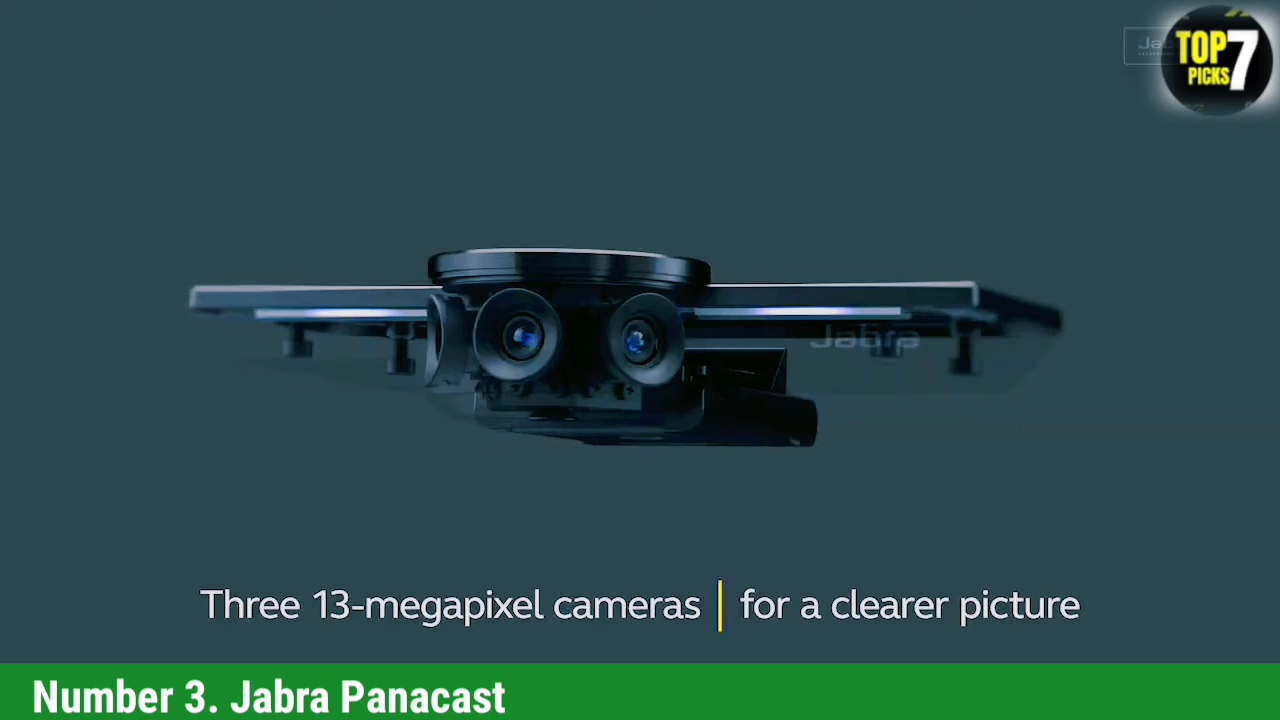 TOP
PICKS 7
Jabra
Three 13-megapixel cameras for a clearer picture
Number 3. Jabra Panacast